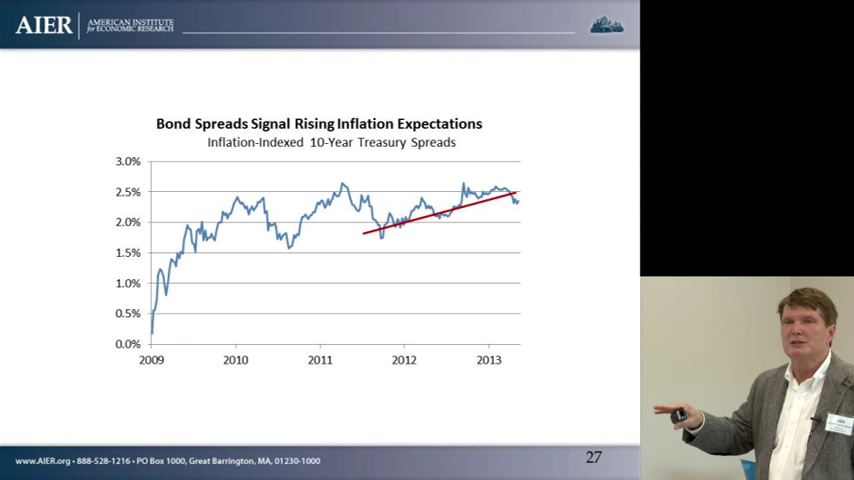 AIER
AMERICAN INSTITUTE
for ECONOMIC RESEARCH
Bond Spreads Signal Rising Inflation Expectations
Inflation-Indexed 10-Year Treasury Spreads
3.0%
2.5%
2.0%
1.5%
1.0%
0.5%
0.0%
2009 2010 2011 2012 2013
www.AIER.org • 888-528-1216 • PO Box 1000, Great Barrington, MA, 01230-1000
27